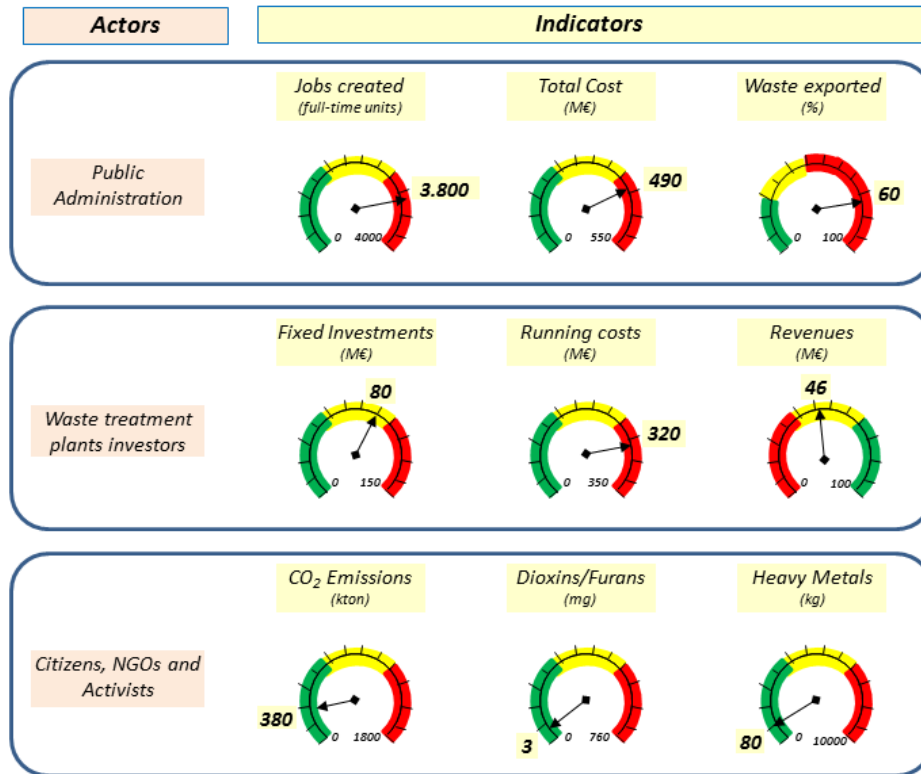 Actors
Indicators
Jobs created
(full-time units)
Total Cost
(M€)
Waste exported
(%)
Public
Administration
3.800
0 4000
490
0 550
60
0 100
Fixed Investments
(M€)
Running costs
(M€)
Revenues
(M€)
Waste treatment
plants investors
80
0 150
320
0 350
46
0 100
CO₂ Emissions
(kton)
Dioxins/Furans
(mg)
Heavy Metals
(kg)
Citizens, NGOs and
Activists
380
0 1800
3
0 760
80
0 10000